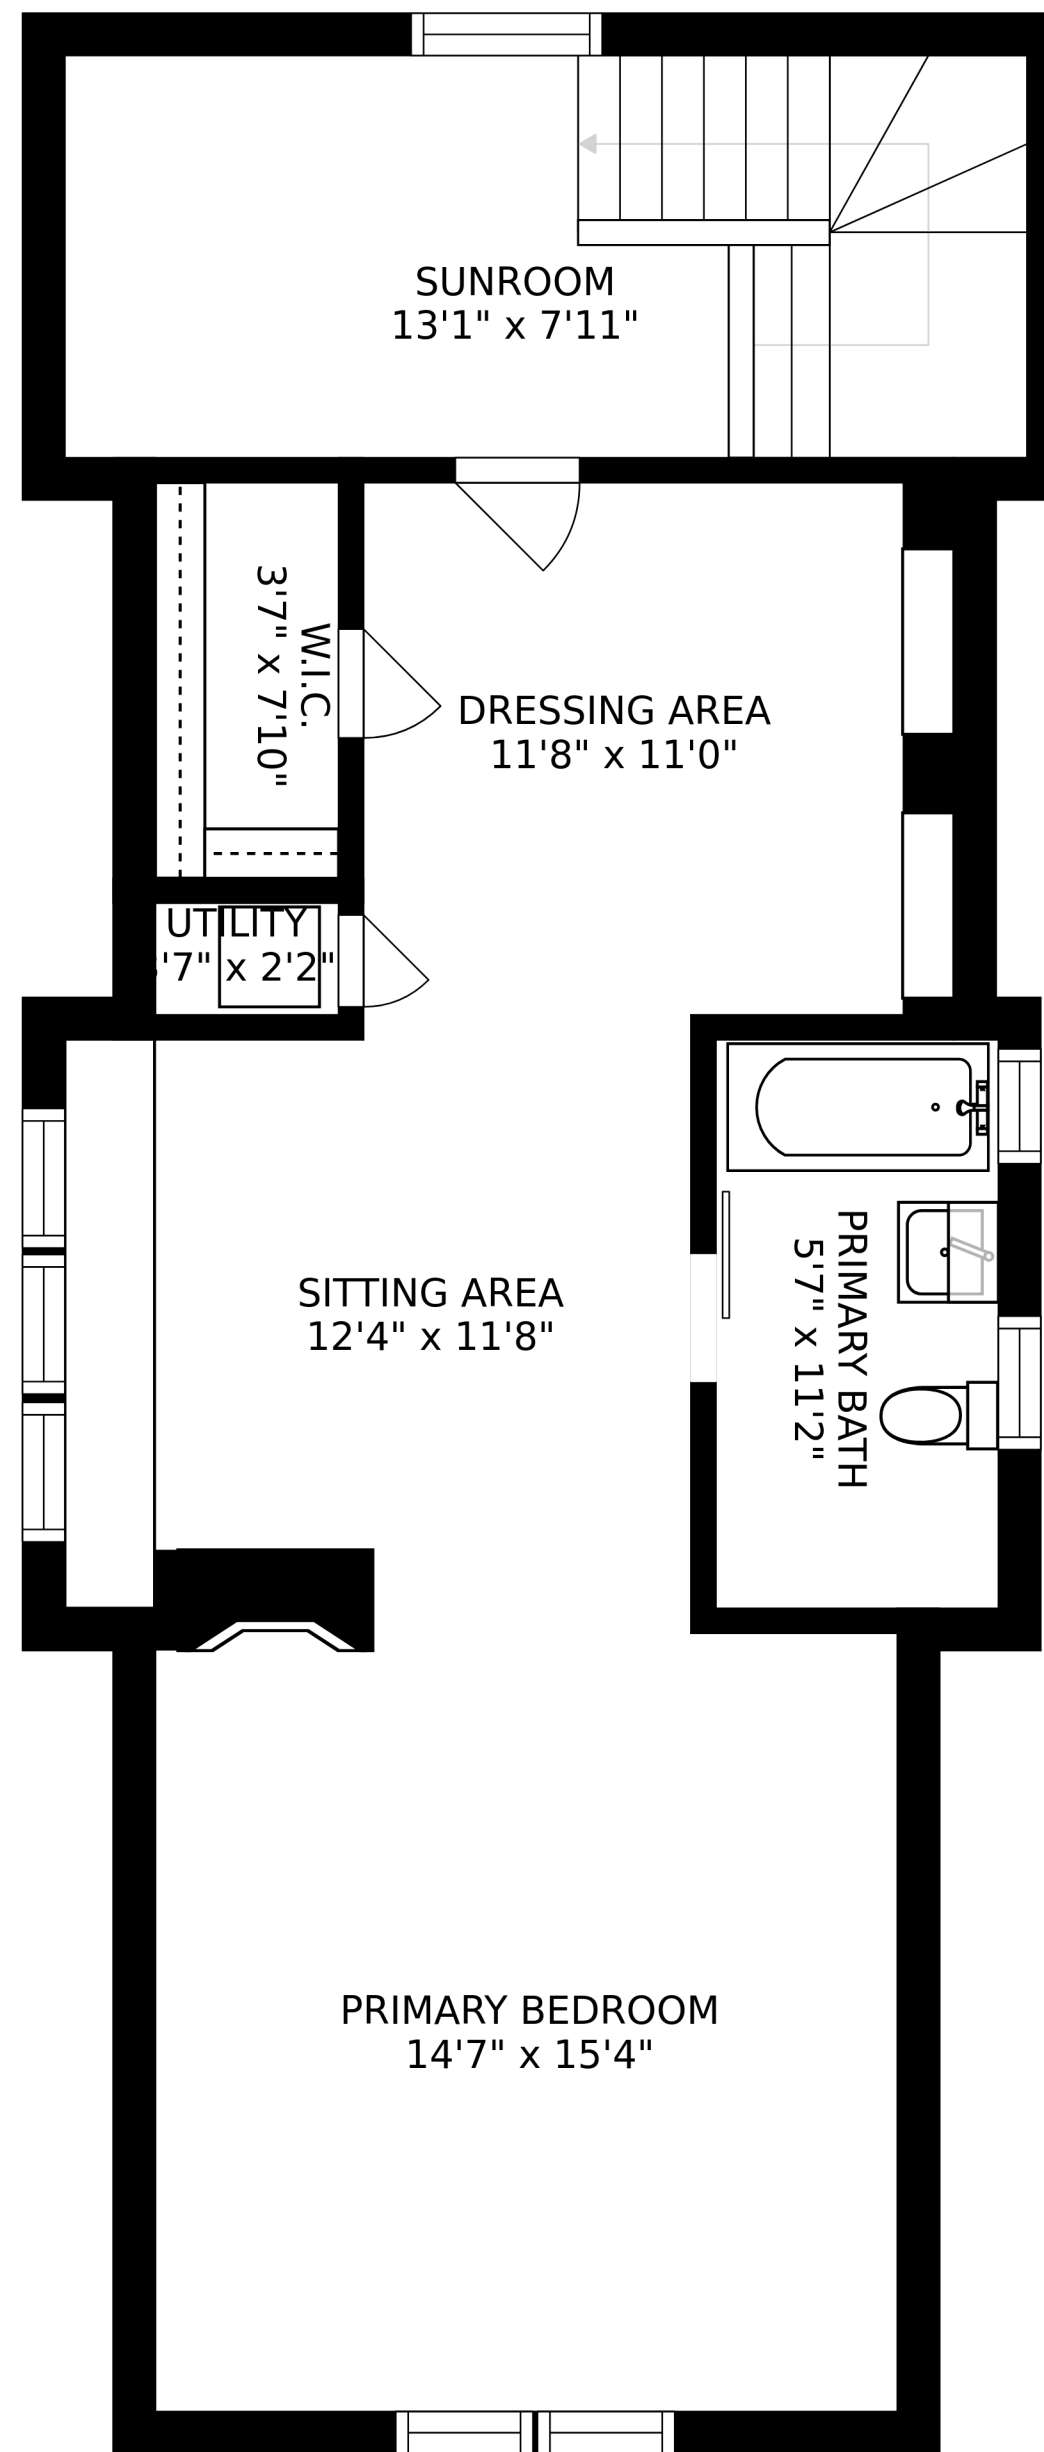 SUNROOM
13'1" x 7'11"
W.I.C.
3'7" x 7'10"
DRESSING AREA
11'8" x 11'0"
UTILITY
'7" x 2'2"
SITTING AREA
12'4" x 11'8"
PRIMARY BATH
5'7" x 11'2"
PRIMARY BEDROOM
14'7" x 15'4"